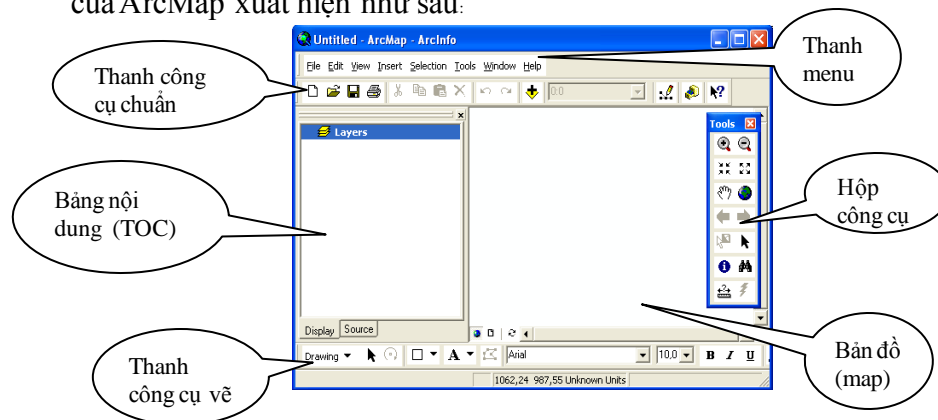 của ArcMap xuất hiện như sau:
Untitled - ArcMap - ArcInfo
Thanh
menu
File Edit View Insert Selection Tools Window Help
Thanh công
cụ chuẩn
0:0
Layers
Tools
Bảng nội
dung (TOC)
Hộp
công cụ
Display Source
Drawing A Arial 10,0 B I U
Thanh
công cụ vẽ
Bản đồ
(map)
1062,24 987,55 Unknown Units